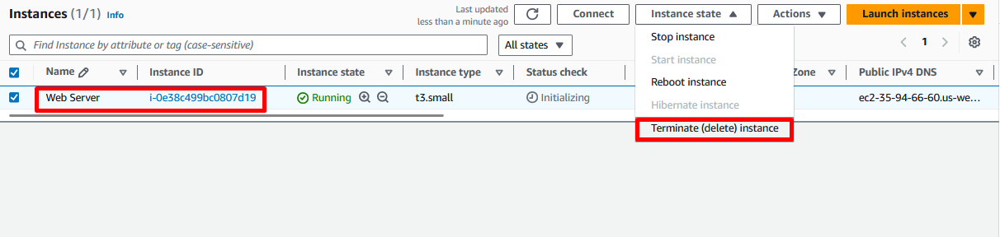 Instances (1/1) Info
Last updated
less than a minute ago
Connect
Instance state
Actions
Launch instances
Find Instance by attribute or tag (case-sensitive)
All states
Stop instance
Start instance
Reboot instance
Hibernate instance
Terminate (delete) instance
1
Name Instance ID Instance state Instance type Status check Zone Public IPv4 DNS
Web Server i-0e38c499bc0807d19 Running t3.small Initializing ec2-35-94-66-60.us-we...